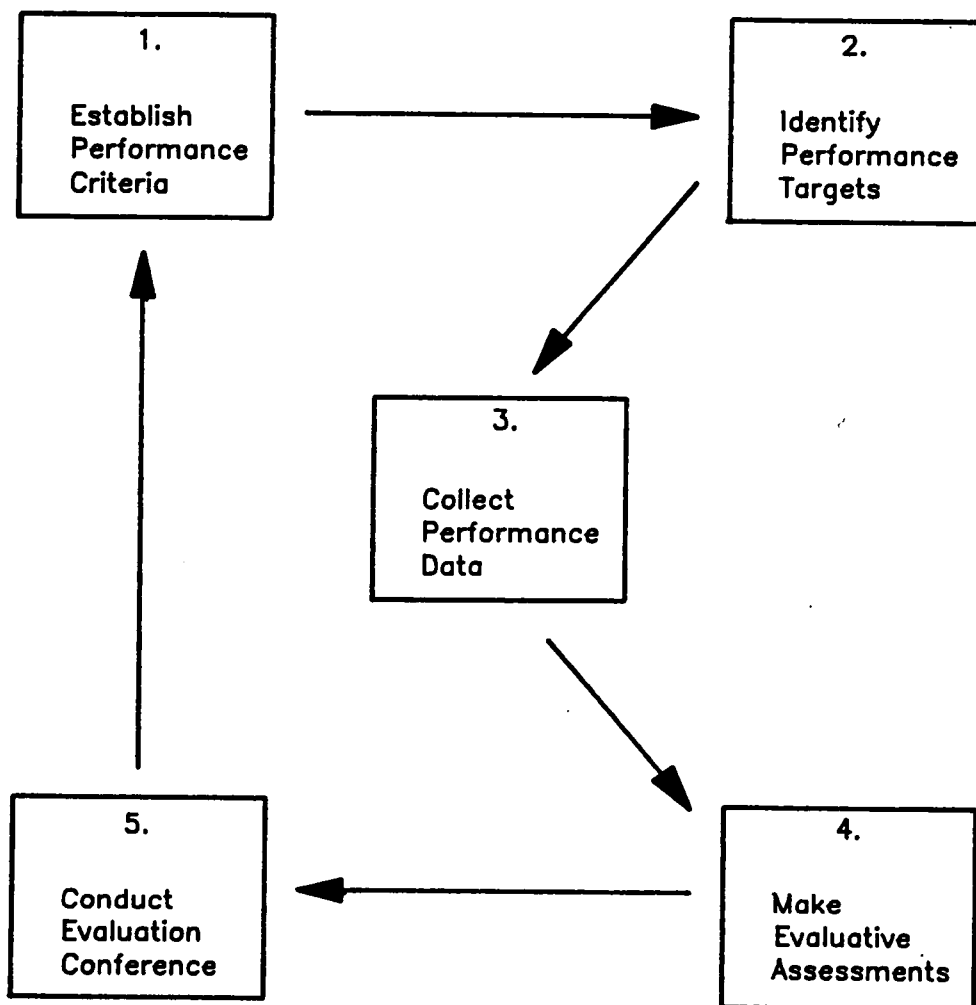 1.
Establish
Performance
Criteria
2.
Identify
Performance
Targets
3.
Collect
Performance
Data
4.
Make
Evaluative
Assessments
5.
Conduct
Evaluation
Conference